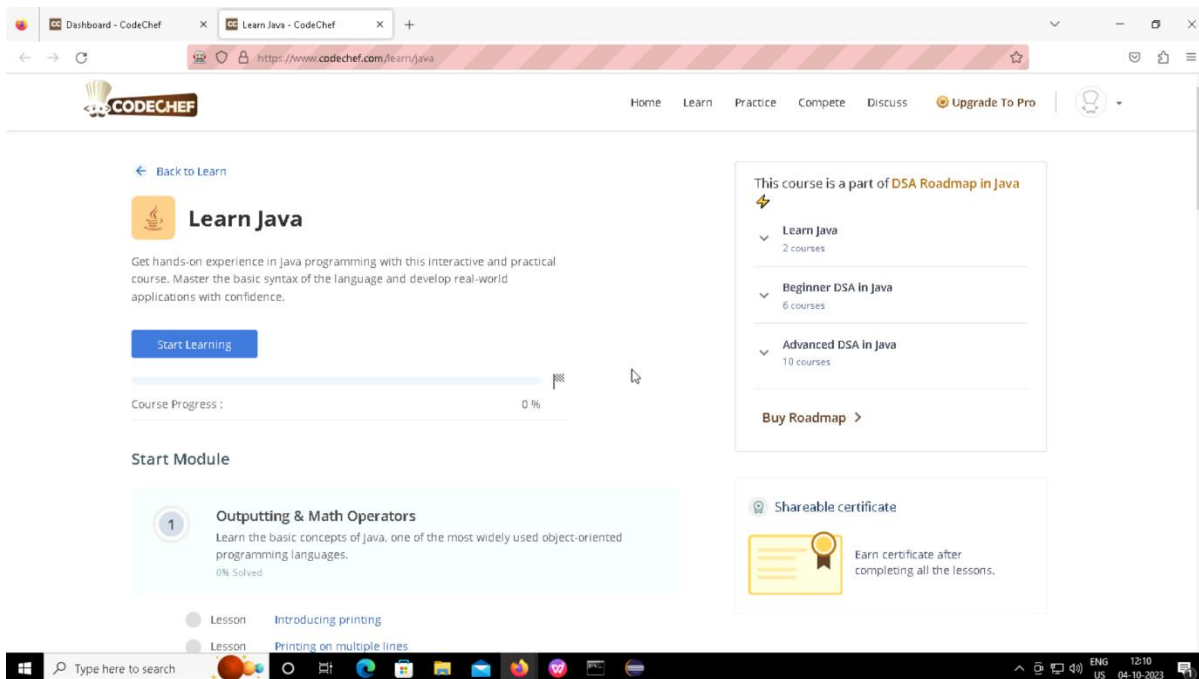 Dashboard - CodeChef
Learn Java - CodeChef
https://www.codechef.com/learn/java
CODECHEF
Home Learn Practice Compete Discuss Upgrade To Pro
Back to Learn
Learn Java
Get hands-on experience in Java programming with this interactive and practical
course. Master the basic syntax of the language and develop real-world
applications with confidence.
Start Learning
Course Progress : 0 %
Start Module
1
Outputting & Math Operators
Learn the basic concepts of Java, one of the most widely used object-oriented
programming languages.
0% Solved
Lesson Introducing printing
Lesson Printing on multiple lines
This course is a part of DSA Roadmap in Java
Learn Java
2 courses
Beginner DSA in Java
6 courses
Advanced DSA in Java
10 courses
Buy Roadmap
Shareable certificate
Earn certificate after
completing all the lessons.
Type here to search
ENG
US
12:10
04-10-2023